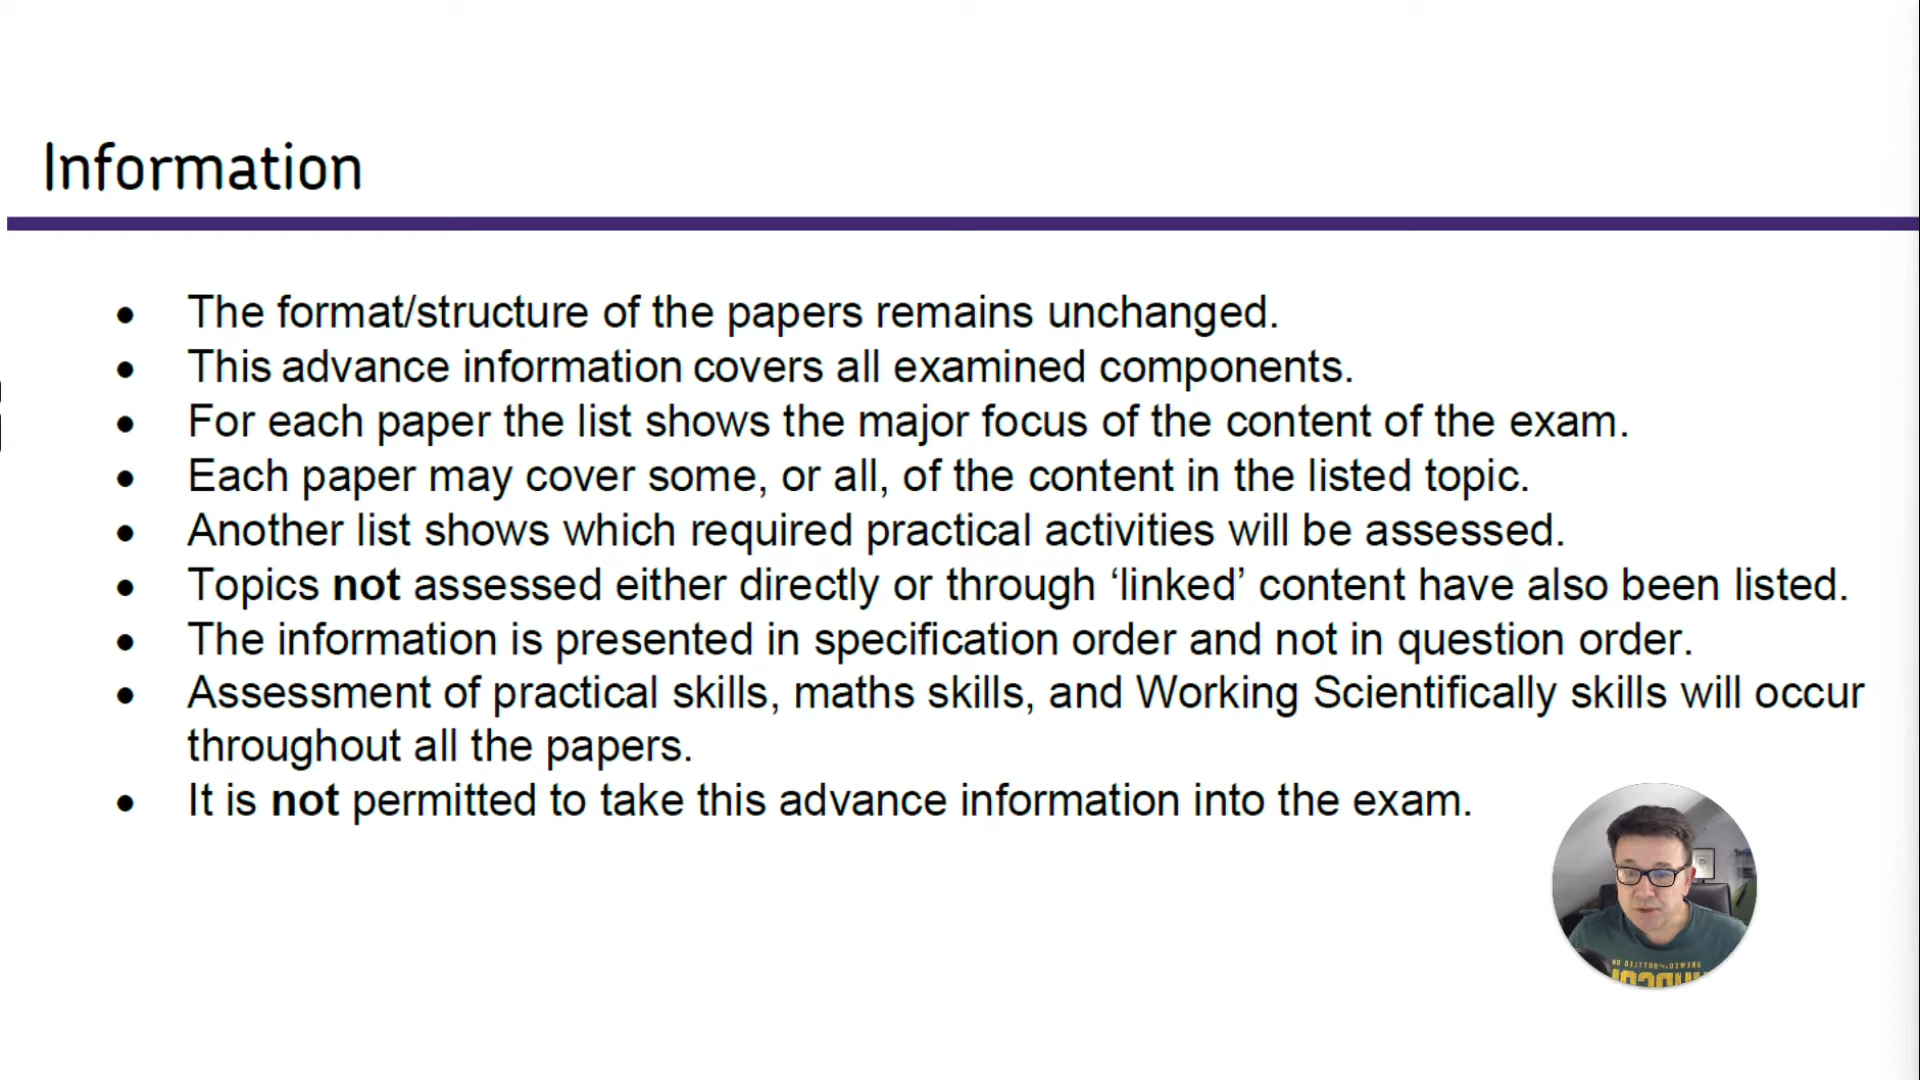 Information
• The format/structure of the papers remains unchanged.
• This advance information covers all examined components.
• For each paper the list shows the major focus of the content of the exam.
• Each paper may cover some, or all, of the content in the listed topic.
• Another list shows which required practical activities will be assessed.
• Topics not assessed either directly or through ‘linked’ content have also been listed.
• The information is presented in specification order and not in question order.
• Assessment of practical skills, maths skills, and Working Scientifically skills will occur
throughout all the papers.
• It is not permitted to take this advance information into the exam.